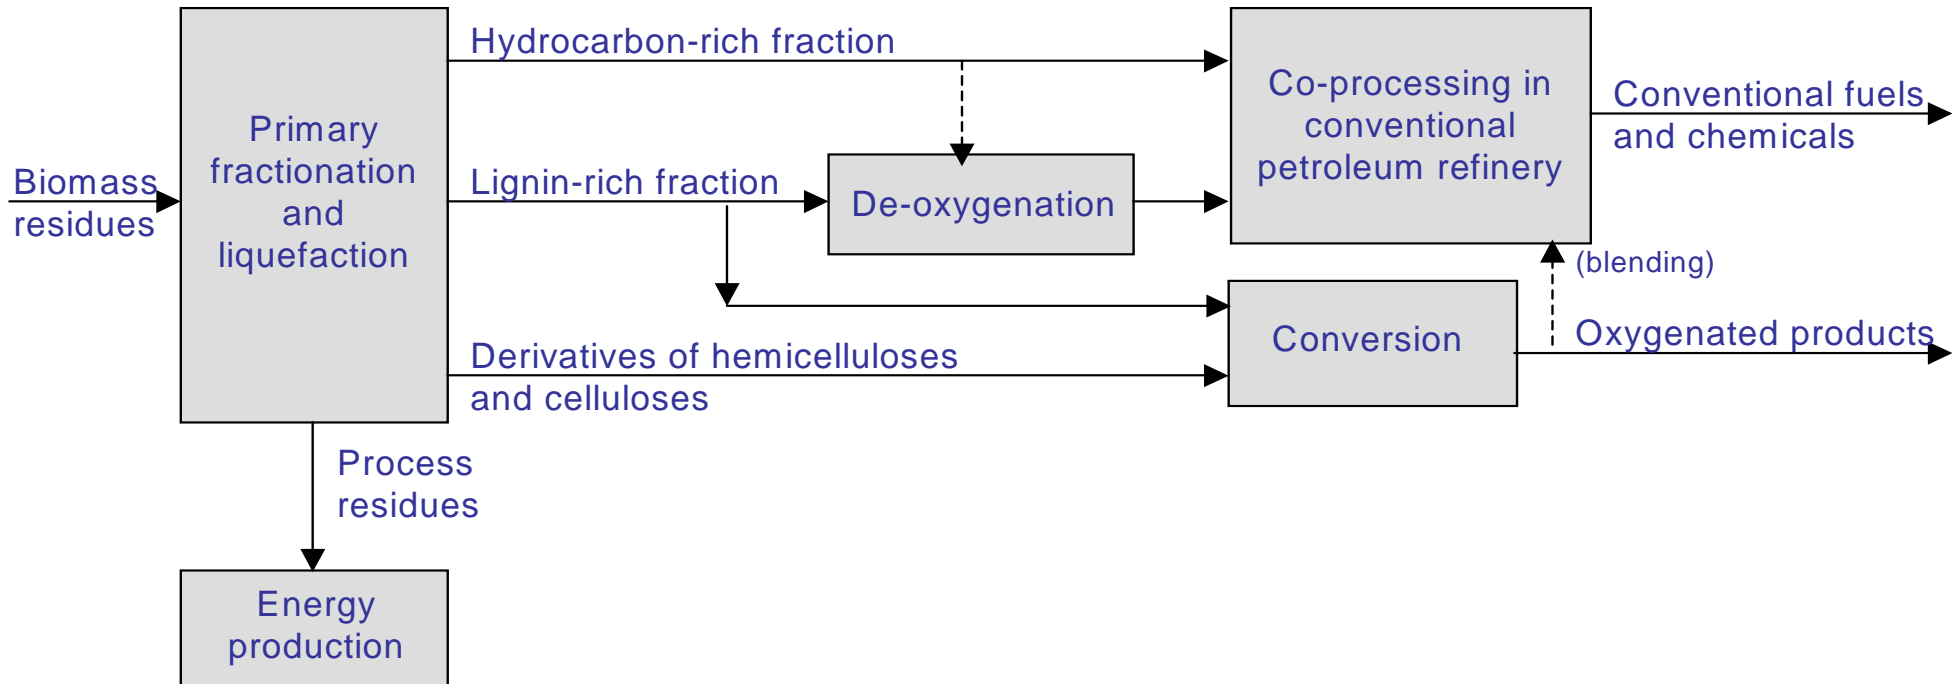 Hydrocarbon-rich fraction
Primary
fractionation
and
liquefaction
Co-processing in
conventional
petroleum refinery
Conventional fuels
and chemicals
Biomass
residues
Lignin-rich fraction
De-oxygenation
(blending)
Conversion
Oxygenated products
Derivatives of hemicelluloses
and celluloses
Process
residues
Energy
production